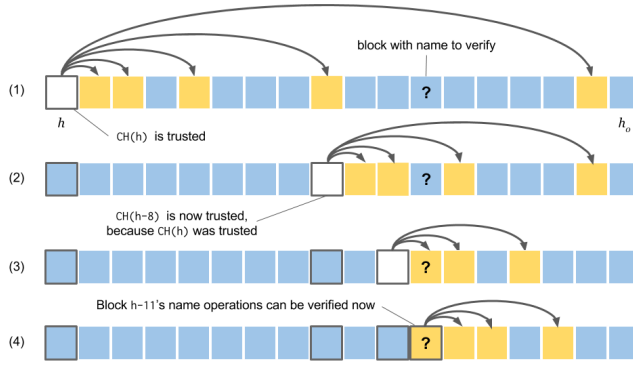 block with name to verify
(1)
?
h
CH(h) is trusted
hₒ
(2)
?
CH(h-8) is now trusted,
because CH(h) was trusted
(3)
?
Block h-11's name operations can be verified now
(4)
?